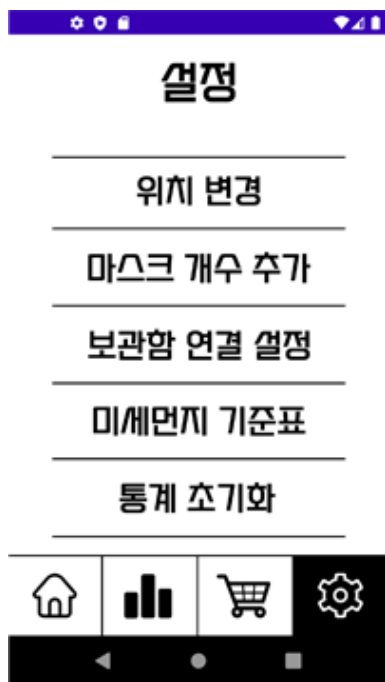 설정
위치 변경
마스크 개수 추가
보관함 연결 설정
미세먼지 기준표
통계 초기화